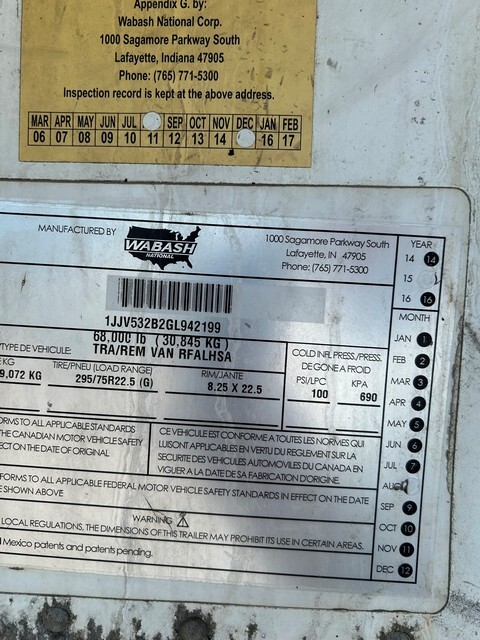 Appendix G. by:
Wabash National Corp.
1000 Sagamore Parkway South
Lafayette, Indiana 47905
Phone: (765) 771-5300
Inspection record is kept at the above address.
MAR APR MAY JUN JUL SEP OCT NOV DEC JAN FEB
06 07 08 09 10 11 12 13 14 16 17
MANUFACTURED BY
WABASH
NATIONAL
1000 Sagamore Parkway South
Lafayette, IN 47905
Phone: (765) 771-5300
1JJV532B2GL942199
68,000 lb (30,845 KG)
TYPE DE VEHICULE: TRA/REM VAN RFALHSA
KG
9,072 KG
TIRE/PNEU (LOAD RANGE)
295/75R22.5 (G)
RIM/JANTE
8.25 X 22.5
COLD INFL PRESS/PRESS.
DE GONE A FROID
PSI/LPC KPA
100 690
ORMS TO ALL APPLICABLE STANDARDS
THE CANADIAN MOTOR VEHICLE SAFETY
ECT ON THE DATE OF ORIGINAL
CE VEHICULE EST CONFORME A TOUTES LES NORMES QUI
LUISONT APPLICABLES EN VERTU DU REGLEMENT SUR LA
SECURITE DES VEHICULES AUTOMOVILES DU CANADA EN
VIGUER A LA DATE DE SA FABRICATION D'ORIGINE.
FORMS TO ALL APPLICABLE FEDERAL MOTOR VEHICLE SAFETY STANDARDS IN EFFECT ON THE DATE
E SHOWN ABOVE
WARNING
LOCAL REGULATIONS, THE DIMENSIONS OF THIS TRAILER MAY PROHIBIT ITS USE IN CERTAIN AREAS.
Mexico patents and patents pending.
YEAR
14 14
15
16 16
MONTH
JAN 1
FEB 2
MAR 3
APR 4
MAY 5
JUN 6
JUL 7
AUG
SEP 9
OCT 10
NOV 11
DEC 12